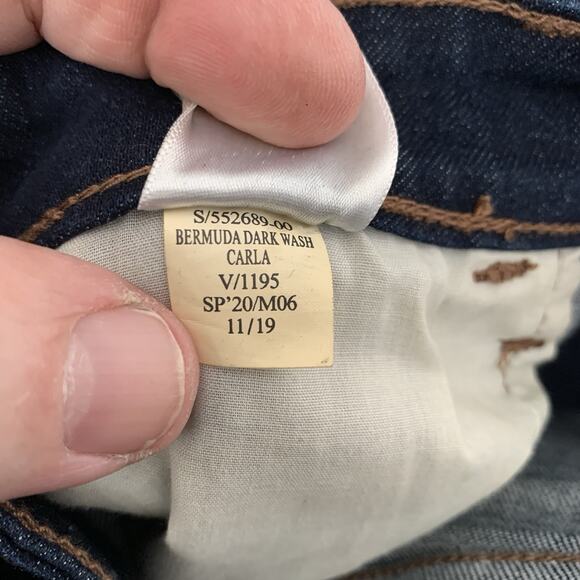 S/552689-00
BERMUDA DARK WASH
CARLA
V/1195
SP'20/M06
11/19